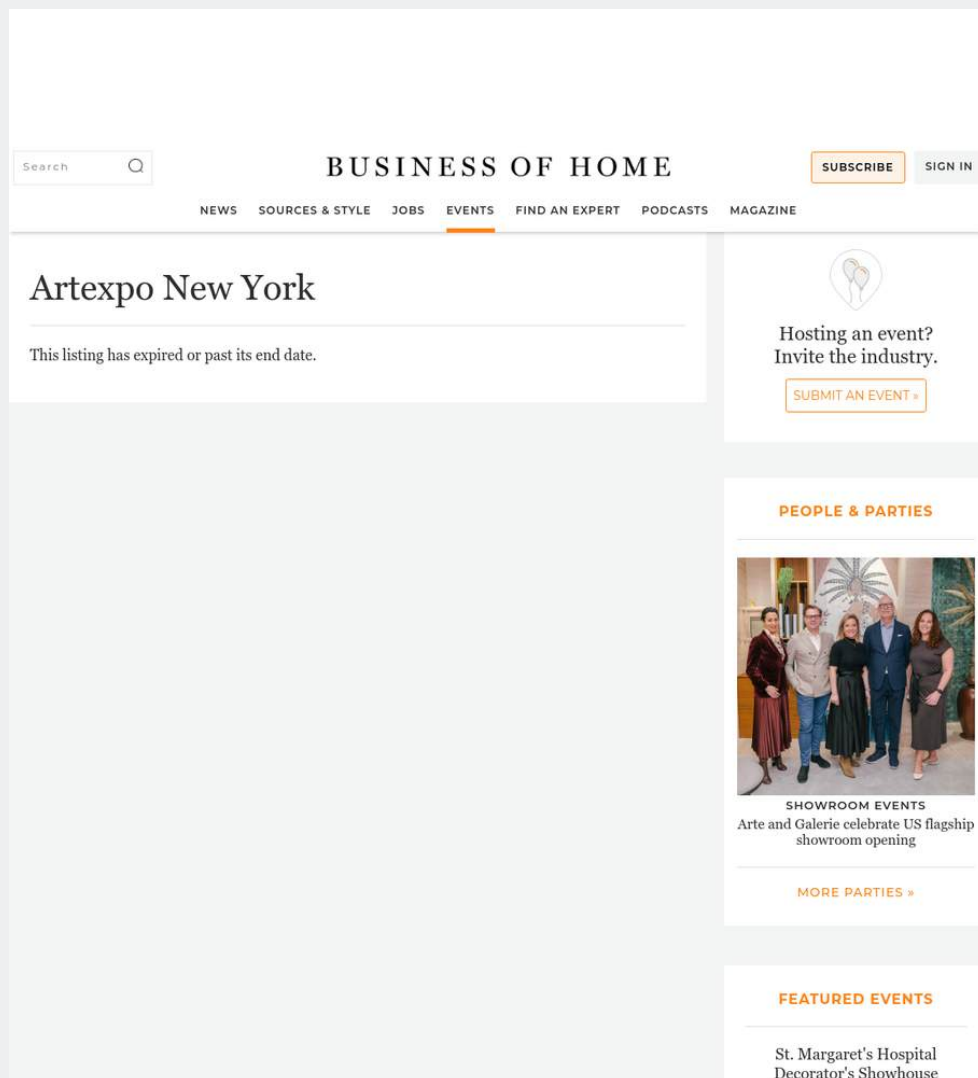 Search
BUSINESS OF HOME
SUBSCRIBE
SIGN IN
NEWS
SOURCES & STYLE
JOBS
EVENTS
FIND AN EXPERT
PODCASTS
MAGAZINE
Artexpo New York
This listing has expired or past its end date.
Hosting an event?
Invite the industry.
SUBMIT AN EVENT »
PEOPLE & PARTIES
SHOWROOM EVENTS
Arte and Galerie celebrate US flagship
showroom opening
MORE PARTIES »
FEATURED EVENTS
St. Margaret's Hospital
Decorator's Showhouse